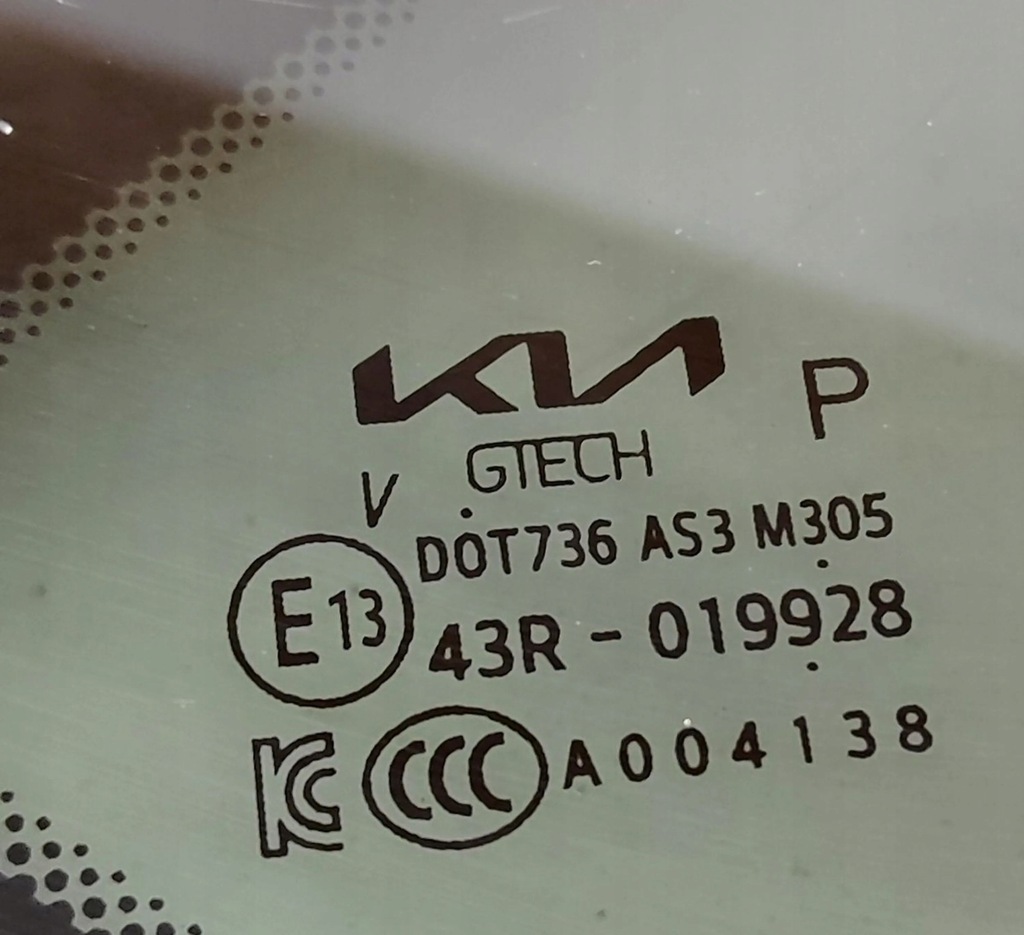 KIA P
V GTECH
DOT736 AS3 M305
E13 43R - 019928
KC CCC A004138